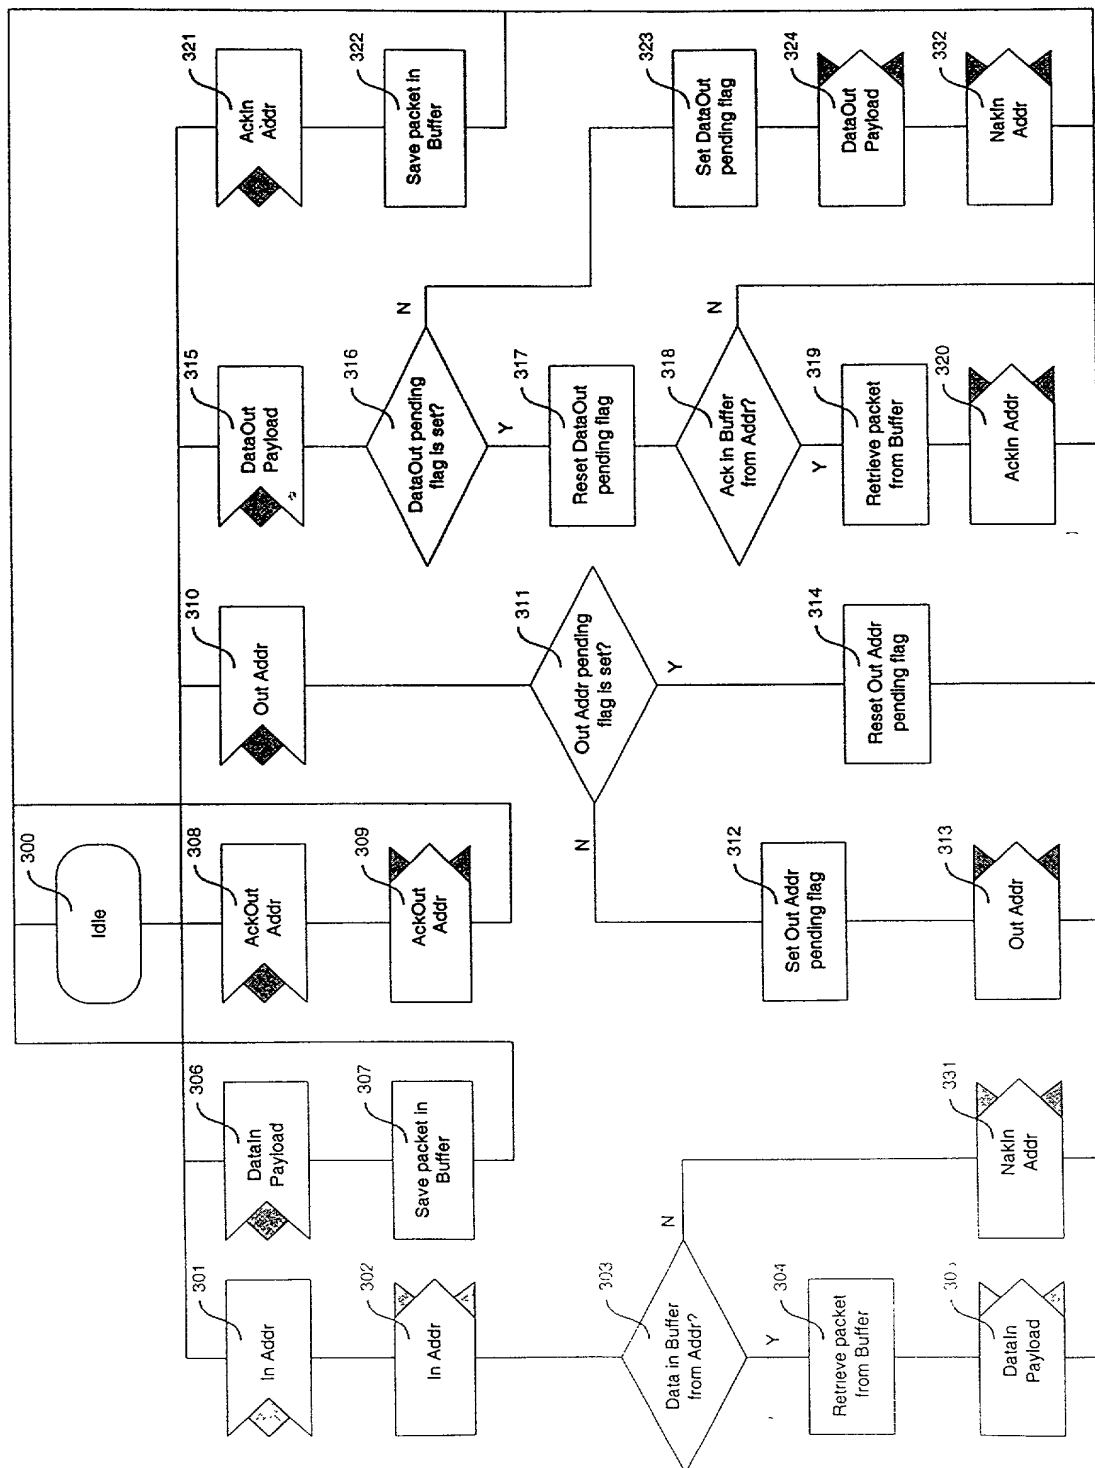 300
Idle
301
In Addr
302
In Addr
303
Data in Buffer
from Addr?
N
Y
304
Retrieve packet
from Buffer
DataIn
Payload
331
NakIn
Addr
306
DataIn
Payload
307
Save packet in
Buffer
308
AckOut
Addr
309
AckOut
Addr
310
Out Addr
311
Out Addr pending
flag is set?
N
Y
312
Set Out Addr
pending flag
313
Out Addr
314
Reset Out Addr
pending flag
315
DataOut
Payload
316
DataOut pending
flag is set?
N
Y
317
Reset DataOut
pending flag
318
Ack in Buffer
from Addr?
N
Y
319
Retrieve packet
from Buffer
320
AckIn Addr
321
AckIn
Addr
322
Save packet in
Buffer
323
Set DataOut
pending flag
324
DataOut
Payload
332
NakIn
Addr